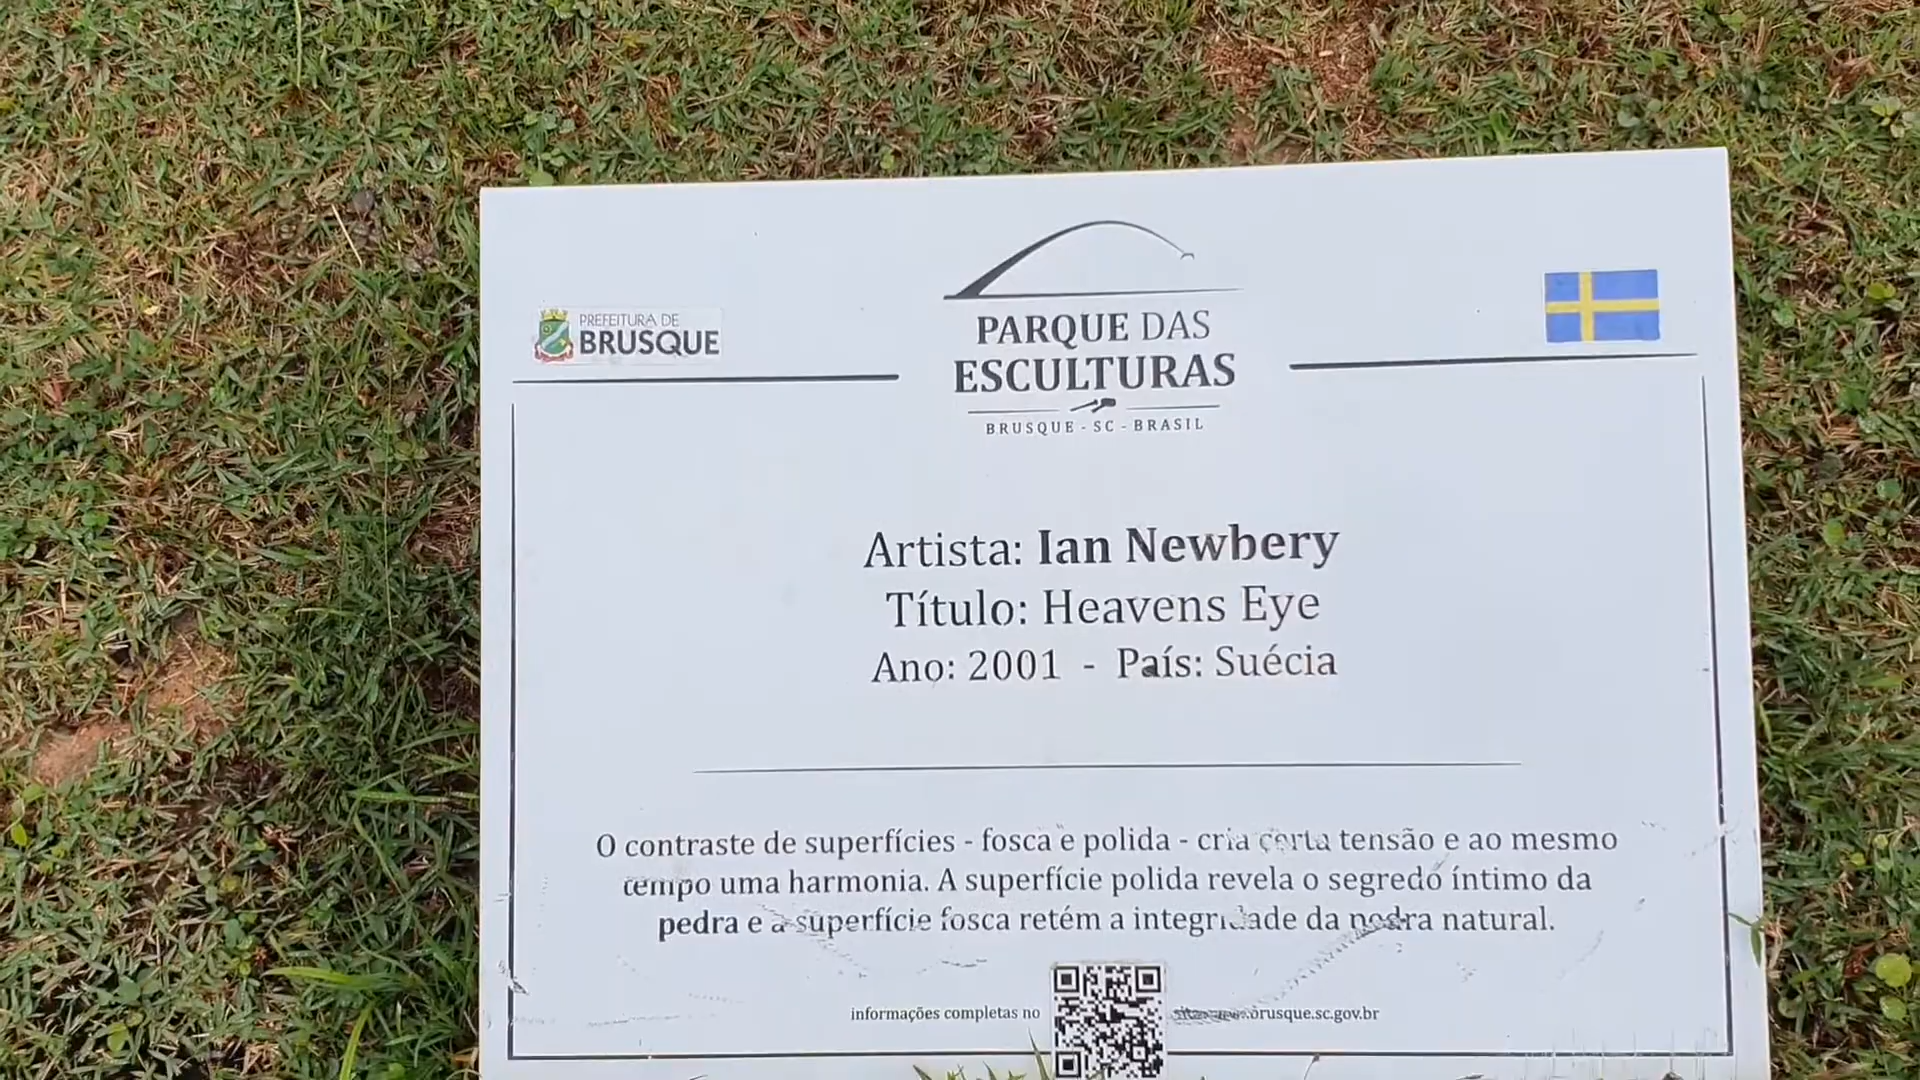 PREFEITURA DE
BRUSQUE
PARQUE DAS
ESCULTURAS
BRUSQUE - SC - BRASIL
Artista: Ian Newbery
Título: Heavens Eye
Ano: 2001 - País: Suécia
O contraste de superfícies - fosca e polida - cria certa tensão e ao mesmo
tempo uma harmonia. A superfície polida revela o segredo íntimo da
pedra e a superfície fosca retém a integridade da pedra natural.
informações completas no
brusque.sc.gov.br